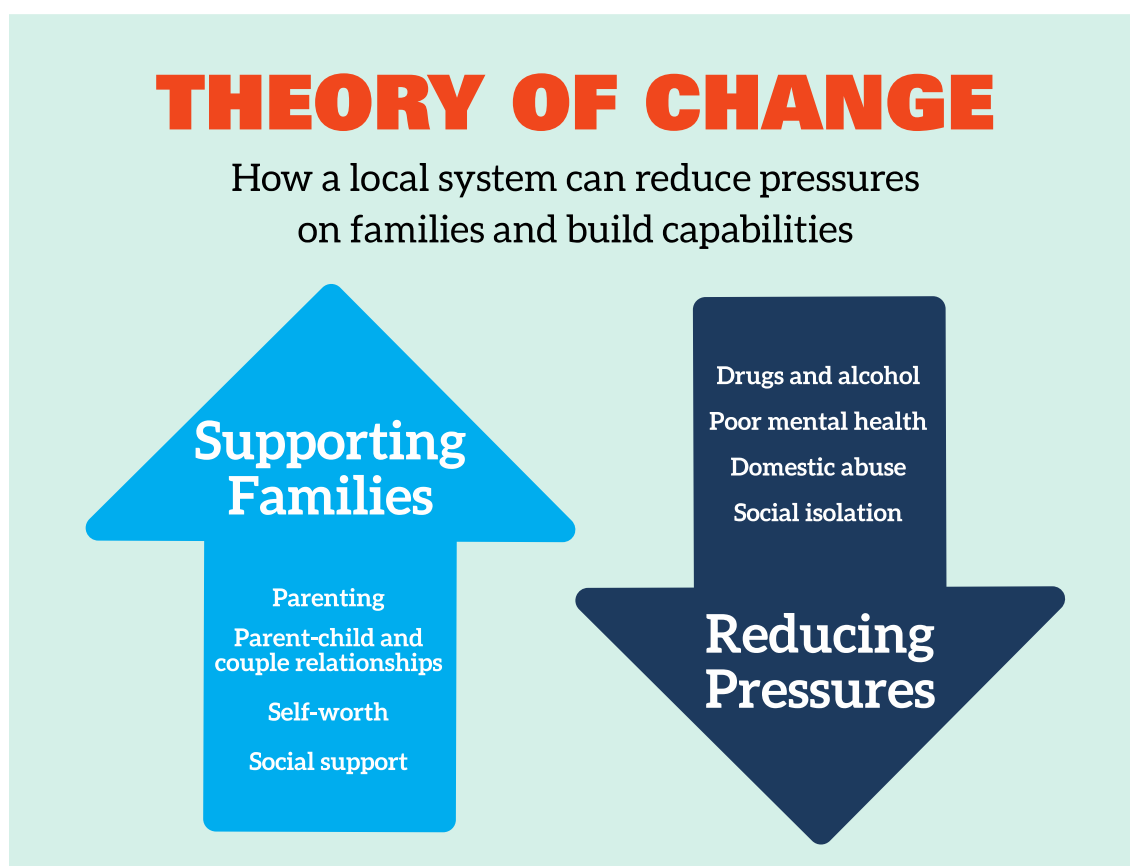 THEORY OF CHANGE
How a local system can reduce pressures
on families and build capabilities
Supporting
Families
Parenting
Parent-child and
couple relationships
Self-worth
Social support
Drugs and alcohol
Poor mental health
Domestic abuse
Social isolation
Reducing
Pressures